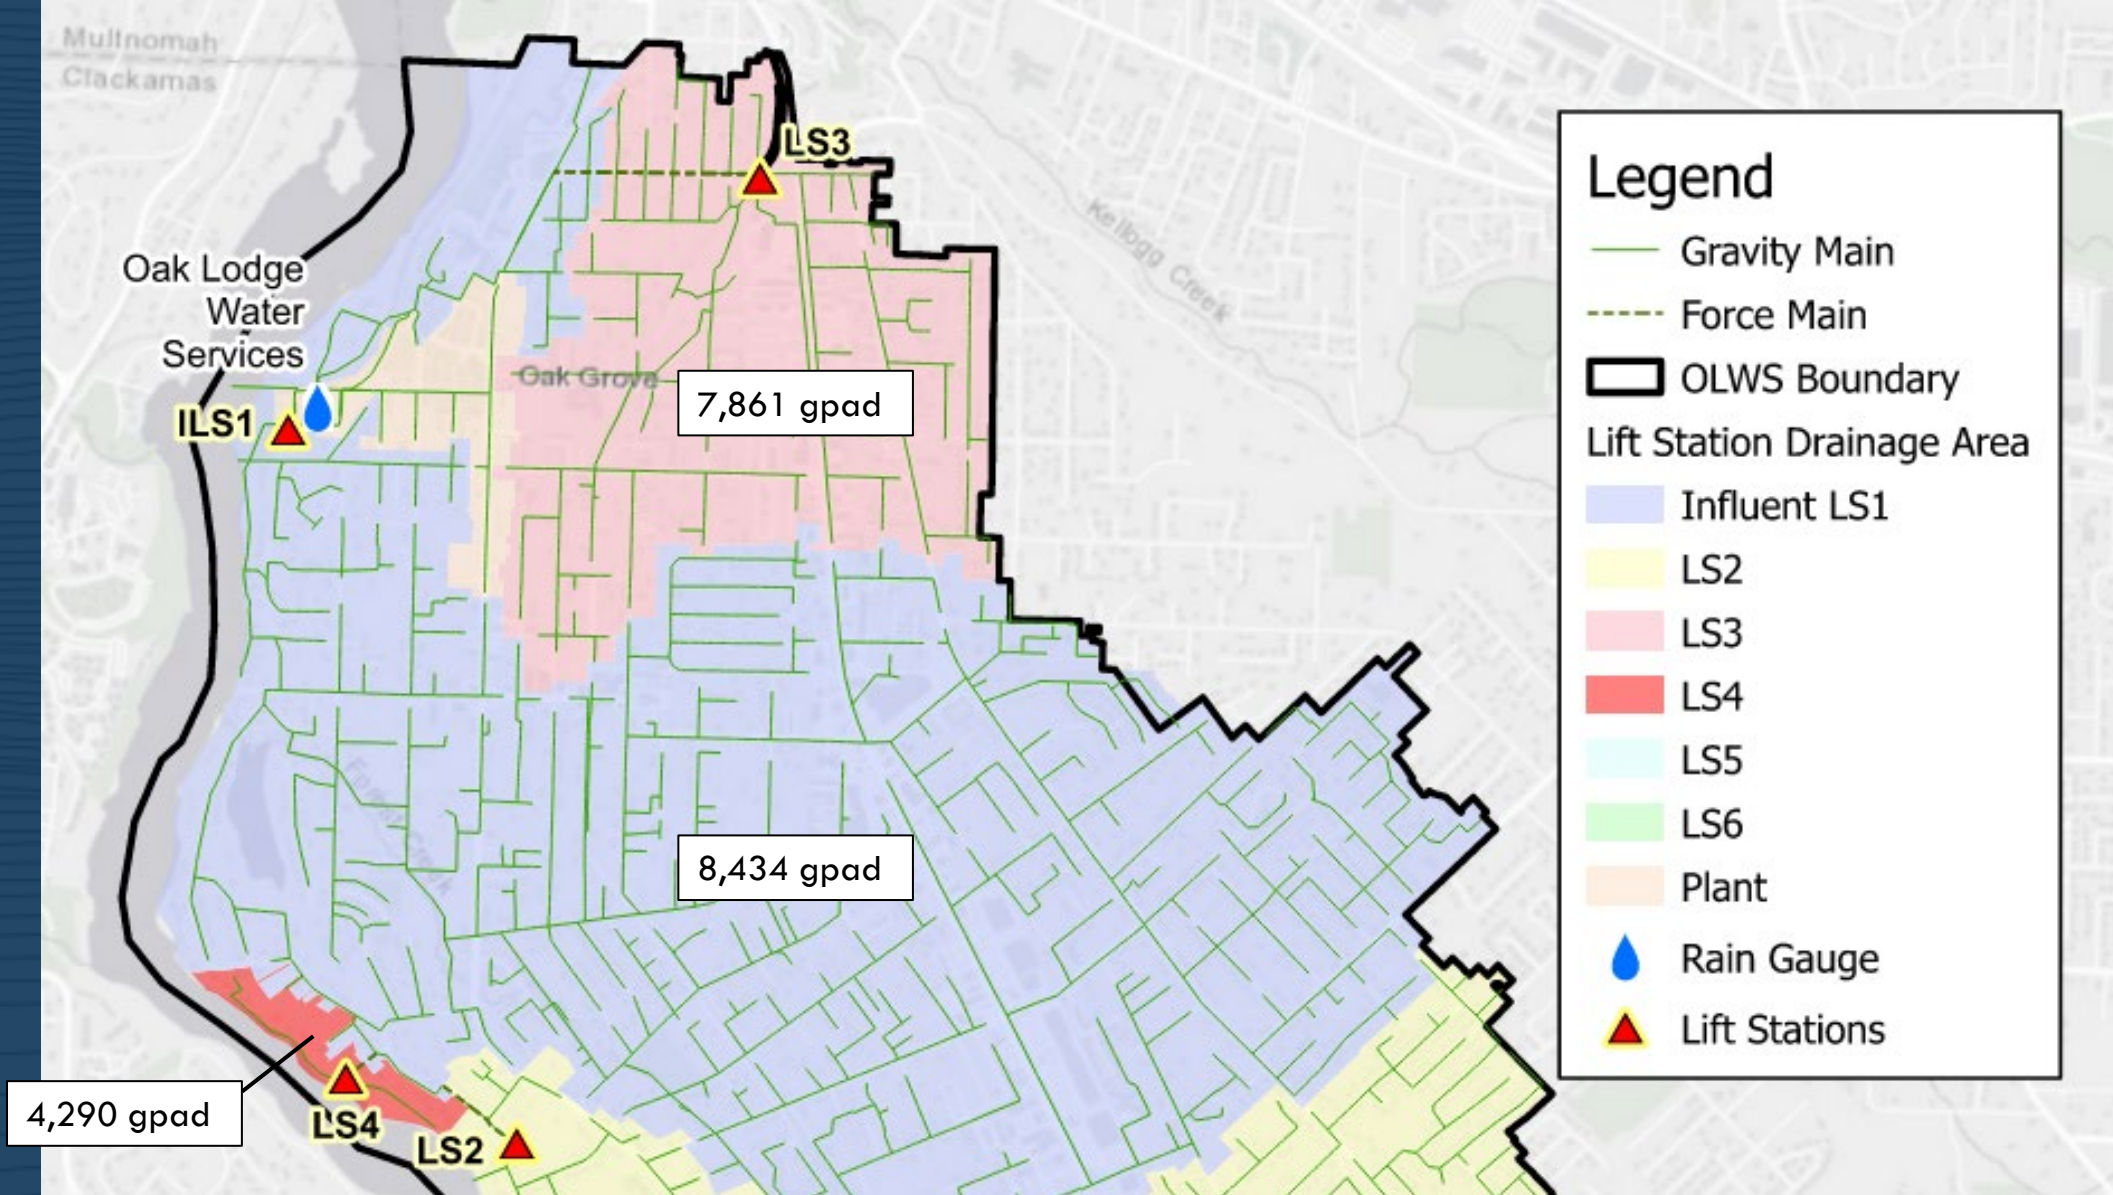 Multnomah
Clackamas
LS3
Kellogg Creek
Oak Lodge
Water
Services
ILS1
Oak Grove
7,861 gpad
Forest Creek
8,434 gpad
4,290 gpad
LS4
LS2
Legend
Gravity Main
Force Main
OLWS Boundary
Lift Station Drainage Area
Influent LS1
LS2
LS3
LS4
LS5
LS6
Plant
Rain Gauge
Lift Stations